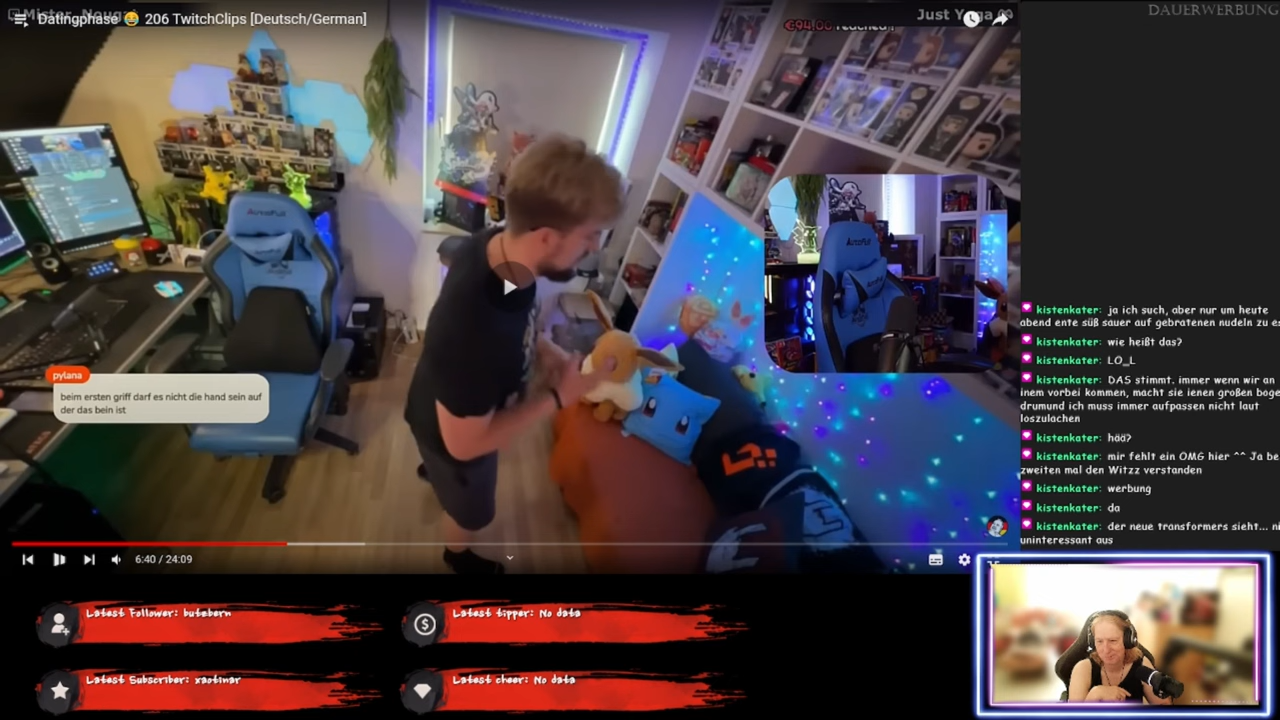 Mister_Nouga
Datingphase 😂 206 TwitchClips [Deutsch/German]
Just Y
€94,00 reached!
DAUERWERBUNG
AutoFull
AutoFull
pylana
beim ersten griff darf es nicht die hand sein auf
der das bein ist
kistenkater: ja ich such, aber nur um heute
abend ente süß sauer auf gebratenen nudeln zu es
kistenkater: wie heißt das?
kistenkater: LO_L
kistenkater: DAS stimmt. immer wenn wir an
inem vorbei kommen, macht sie ienen großen boge
drumund ich muss immer aufpassen nicht laut
loszulachen
kistenkater: hää?
kistenkater: mir fehlt ein OMG hier ^^ Ja be
zweiten mal den Witzz verstanden
kistenkater: werbung
kistenkater: da
kistenkater: der neue transformers sieht... ni
uninteressant aus
6:40 / 24:09
Latest Follower: butebern
Latest tipper: No data
Latest Subscriber: xaotinar
Latest cheer: No data